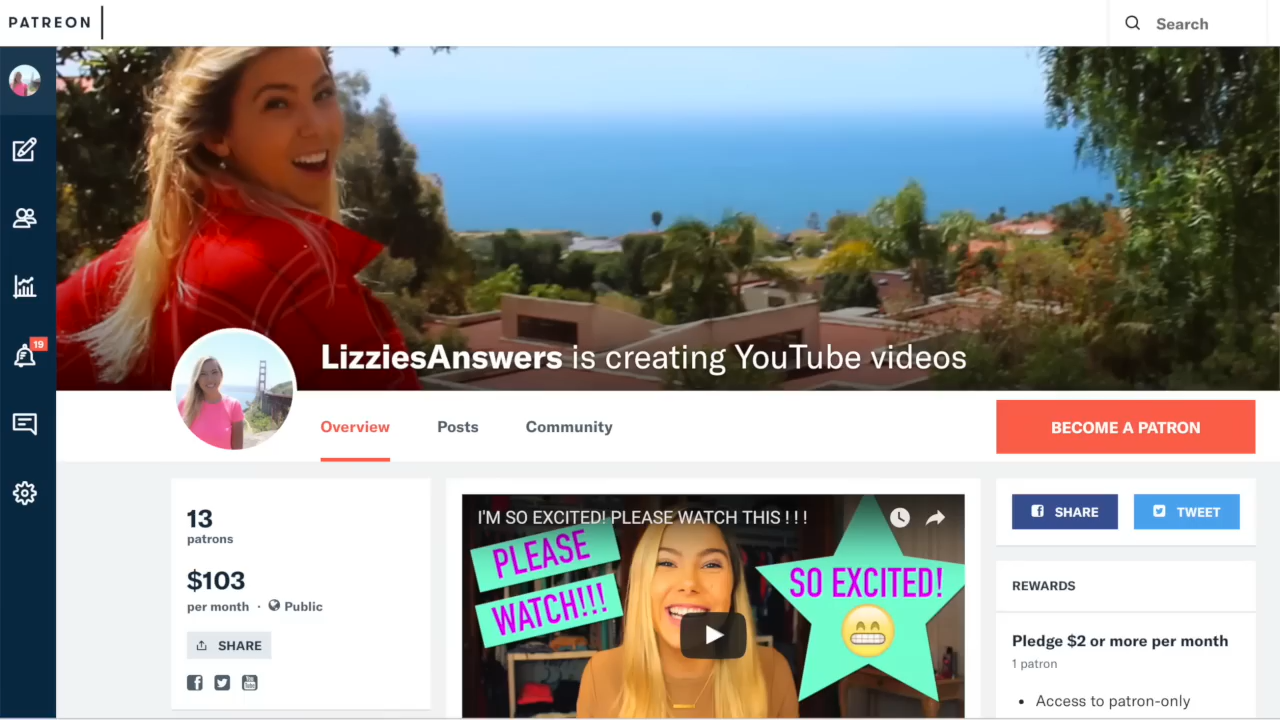 PATREON
Search
19
LizziesAnswers is creating YouTube videos
Overview
Posts
Community
BECOME A PATRON
13
patrons
$103
per month · Public
SHARE
You
Tube
I'M SO EXCITED! PLEASE WATCH THIS ! ! !
PLEASE
WATCH!!!
SO EXCITED!
SHARE
TWEET
REWARDS
Pledge $2 or more per month
1 patron
• Access to patron-only